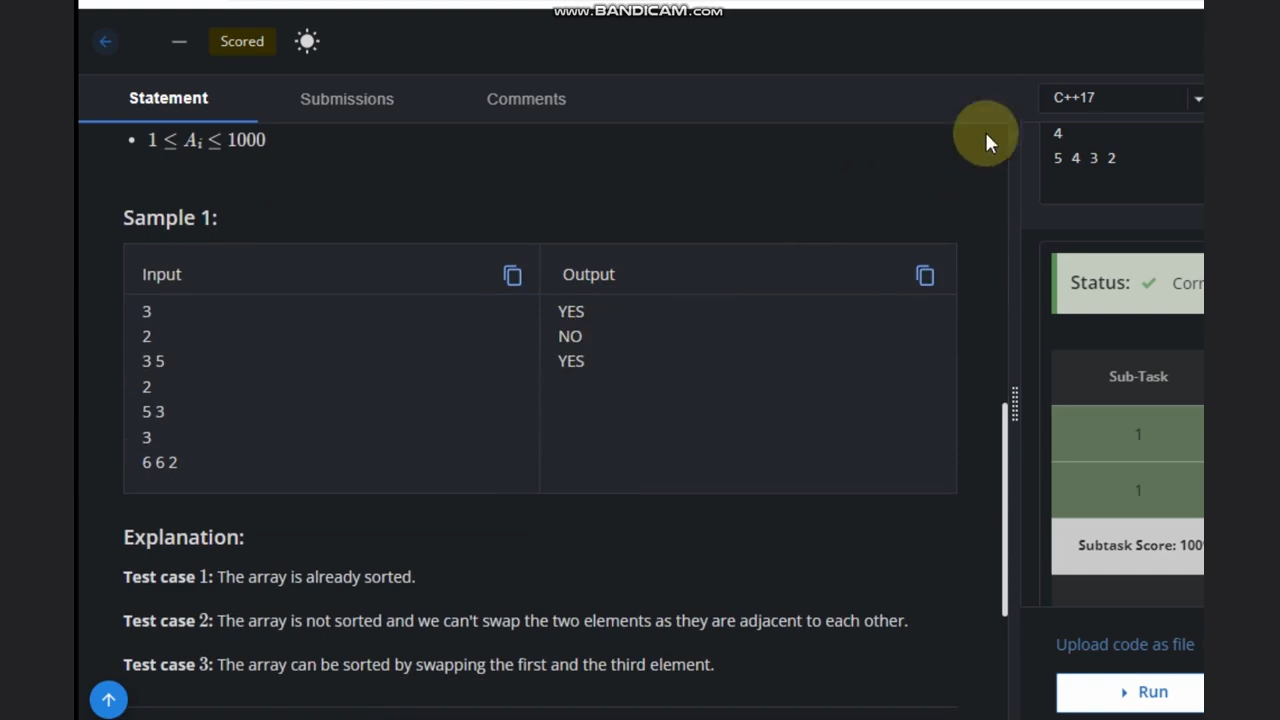 www.BANDICAM.com
Scored
Statement Submissions Comments
C++17
• 1 ≤ Aᵢ ≤ 1000
4
5 4 3 2
Sample 1:
Input Output
3
2
3 5
2
5 3
3
6 6 2
YES
NO
YES
Status: ✓ Corr
Sub-Task
1
1
Subtask Score: 100
Explanation:
Test case 1: The array is already sorted.
Test case 2: The array is not sorted and we can't swap the two elements as they are adjacent to each other.
Test case 3: The array can be sorted by swapping the first and the third element.
Upload code as file
Run